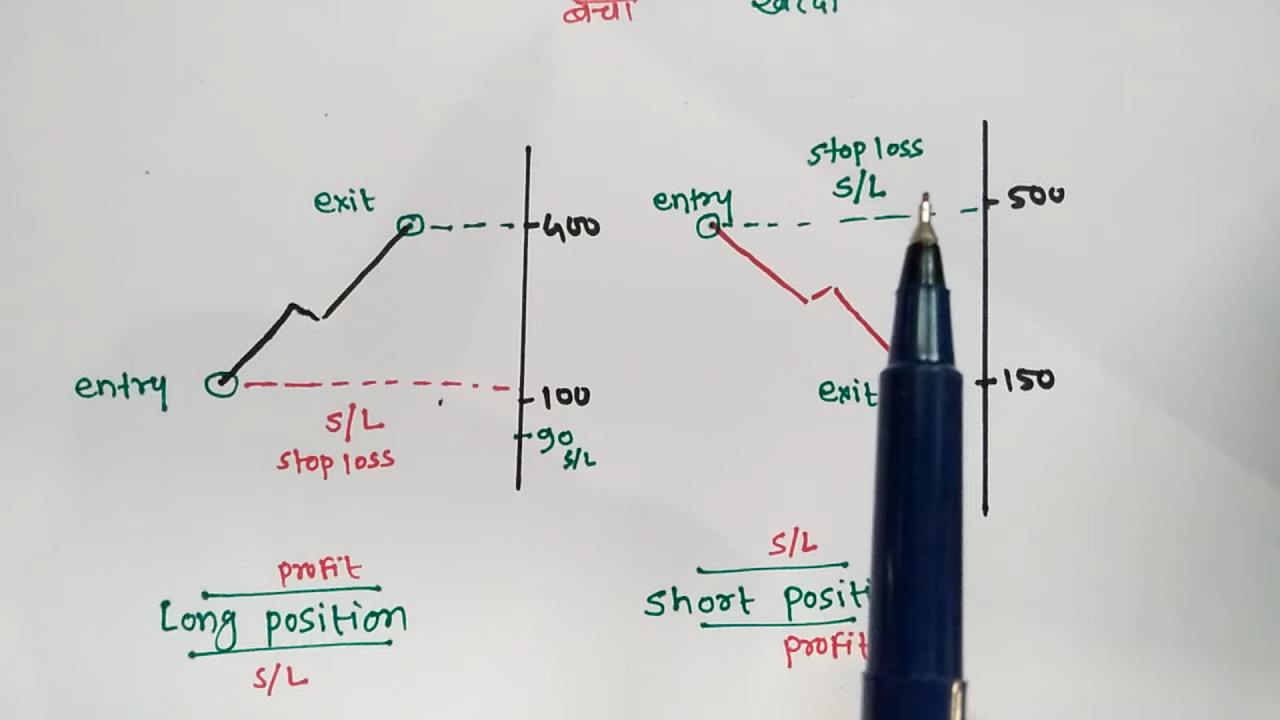 बेचा
exit
400
entry
100
S/L
stop loss
90
S/L
profit
Long position
S/L
stop loss
S/L
entry
500
exit
150
S/L
short positi
profit